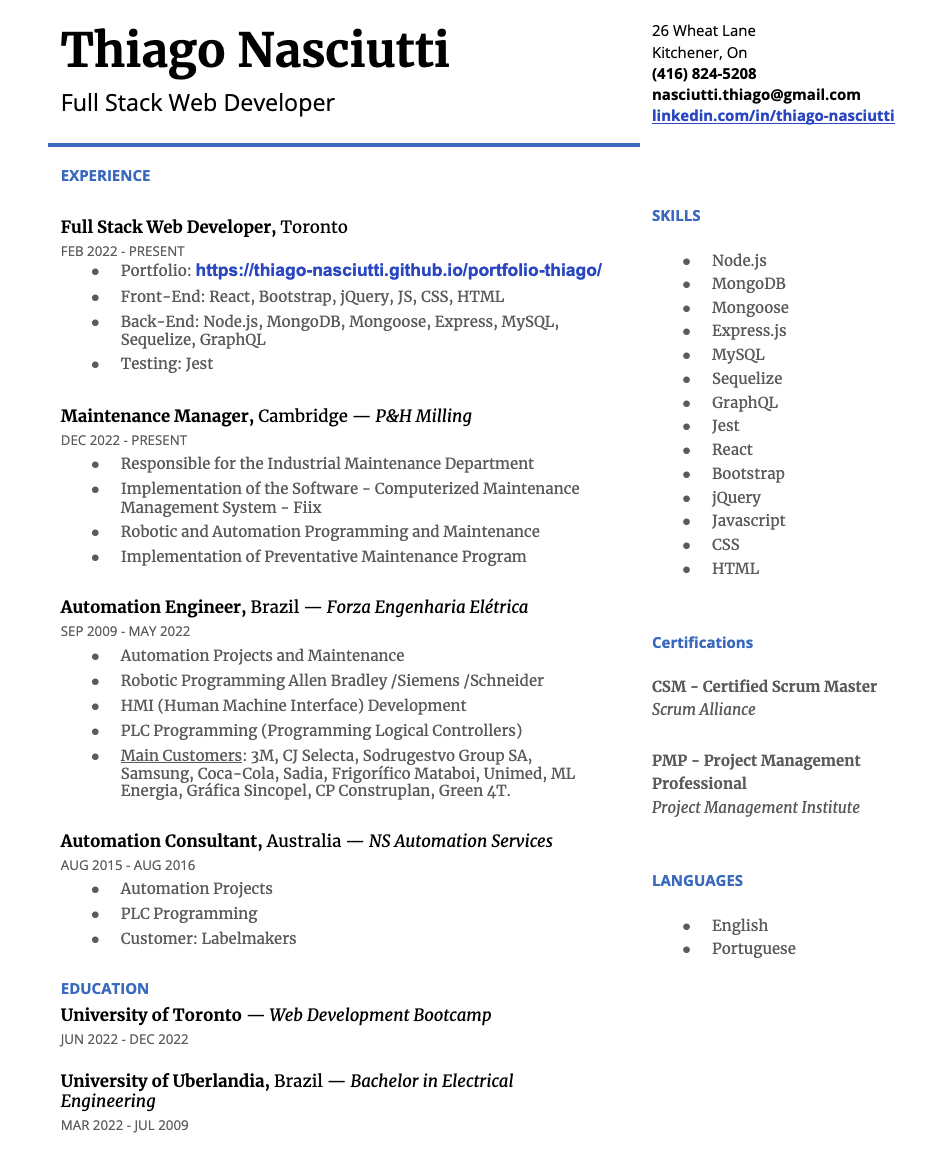 Thiago Nasciutti
Full Stack Web Developer
26 Wheat Lane
Kitchener, On
(416) 824-5208
nasciutti.thiago@gmail.com
linkedin.com/in/thiago-nasciutti
EXPERIENCE
Full Stack Web Developer, Toronto
FEB 2022 - PRESENT
● Portfolio: https://thiago-nasciutti.github.io/portfolio-thiago/
● Front-End: React, Bootstrap, jQuery, JS, CSS, HTML
● Back-End: Node.js, MongoDB, Mongoose, Express, MySQL,
Sequelize, GraphQL
● Testing: Jest
Maintenance Manager, Cambridge — P&H Milling
DEC 2022 - PRESENT
● Responsible for the Industrial Maintenance Department
● Implementation of the Software - Computerized Maintenance
Management System - Fiix
● Robotic and Automation Programming and Maintenance
● Implementation of Preventative Maintenance Program
Automation Engineer, Brazil — Forza Engenharia Elétrica
SEP 2009 - MAY 2022
● Automation Projects and Maintenance
● Robotic Programming Allen Bradley /Siemens /Schneider
● HMI (Human Machine Interface) Development
● PLC Programming (Programming Logical Controllers)
● Main Customers: 3M, CJ Selecta, Sodrugestvo Group SA,
Samsung, Coca-Cola, Sadia, Frigorífico Mataboi, Unimed, ML
Energia, Gráfica Sincopel, CP Construplan, Green 4T.
Automation Consultant, Australia — NS Automation Services
AUG 2015 - AUG 2016
● Automation Projects
● PLC Programming
● Customer: Labelmakers
EDUCATION
University of Toronto — Web Development Bootcamp
JUN 2022 - DEC 2022
University of Uberlandia, Brazil — Bachelor in Electrical
Engineering
MAR 2022 - JUL 2009
SKILLS
● Node.js
● MongoDB
● Mongoose
● Express.js
● MySQL
● Sequelize
● GraphQL
● Jest
● React
● Bootstrap
● jQuery
● Javascript
● CSS
● HTML
Certifications
CSM - Certified Scrum Master
Scrum Alliance
PMP - Project Management
Professional
Project Management Institute
LANGUAGES
● English
● Portuguese